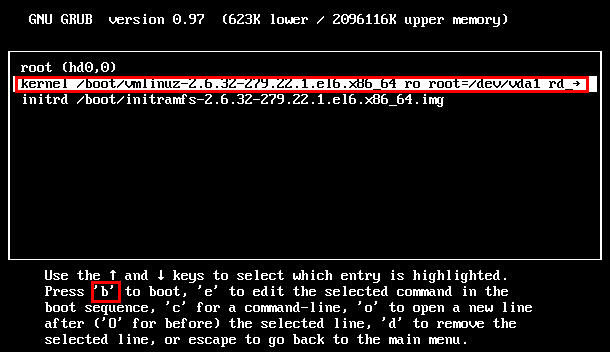 GNU GRUB  version 0.97  (623K lower / 2096116K upper memory)
root (hd0,0)
kernel /boot/vmlinuz-2.6.32-279.22.1.el6.x86_64 ro root=/dev/vda1 rd_→
initrd /boot/initramfs-2.6.32-279.22.1.el6.x86_64.img
Use the ↑ and ↓ keys to select which entry is highlighted.
Press 'b' to boot, 'e' to edit the selected command in the
boot sequence, 'c' for a command-line, 'o' to open a new line
after ('O' for before) the selected line, 'd' to remove the
selected line, or escape to go back to the main menu.